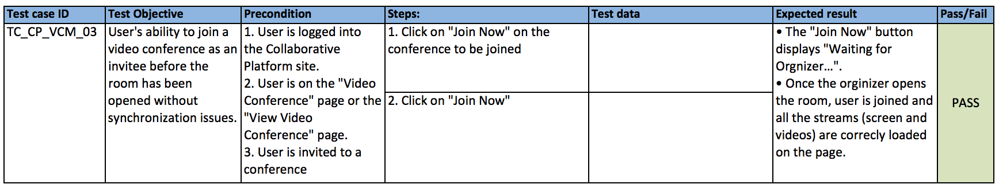 Test case ID
Test Objective
Precondition
Steps:
Test data
Expected result
Pass/Fail
TC_CP_VCM_03
User's ability to join a
video conference as an
invitee before the
room has been
opened without
synchronization issues.
1. User is logged into
the Collaborative
Platform site.
2. User is on the "Video
Conference" page or the
"View Video
Conference" page.
3. User is invited to a
conference
1. Click on "Join Now" on the
conference to be joined
2. Click on "Join Now"
• The "Join Now" button
displays "Waiting for
Orgnizer…".
• Once the orginizer opens
the room, user is joined and
all the streams (screen and
videos) are correcly loaded
on the page.
PASS